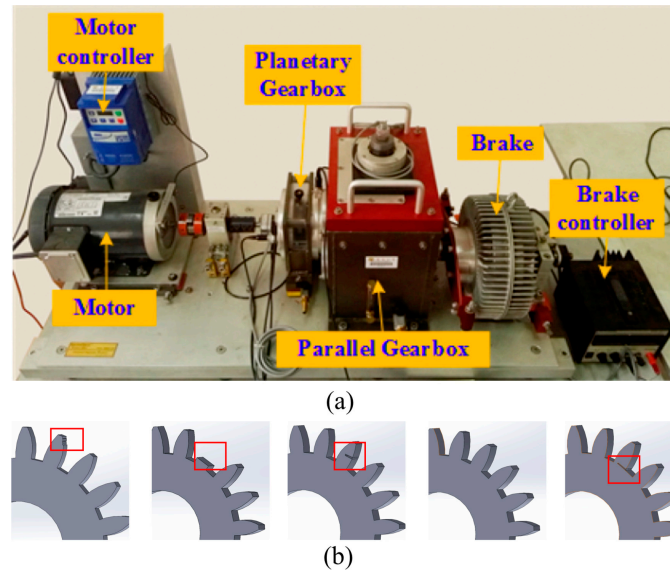 Motor
controller
Planetary
Gearbox
Brake
Brake
controller
Motor
Parallel Gearbox
(a)
(b)